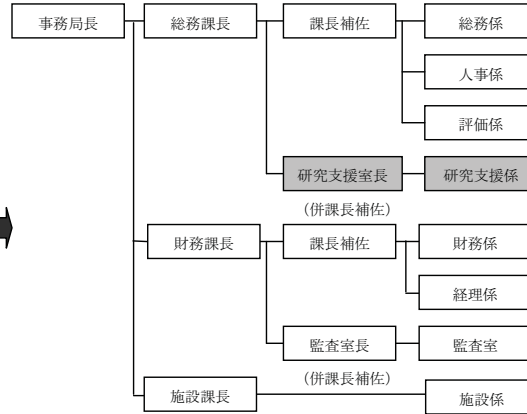 事務局長 総務課長 課長補佐 総務係
人事係
評価係
研究支援室長 研究支援係
(併課長補佐)
財務課長 課長補佐 財務係
経理係
監査室長 監査室
(併課長補佐)
施設課長 施設係